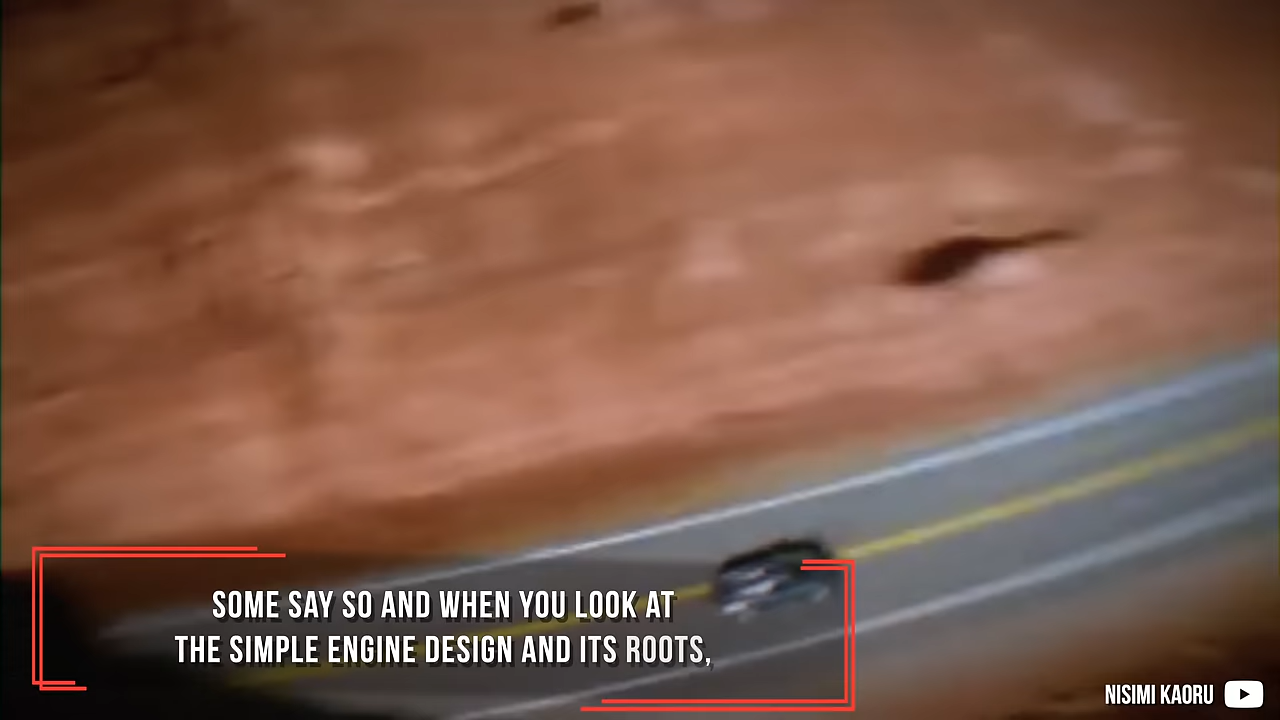 SOME SAY SO AND WHEN YOU LOOK AT
THE SIMPLE ENGINE DESIGN AND ITS ROOTS,
NISIMI KAORU